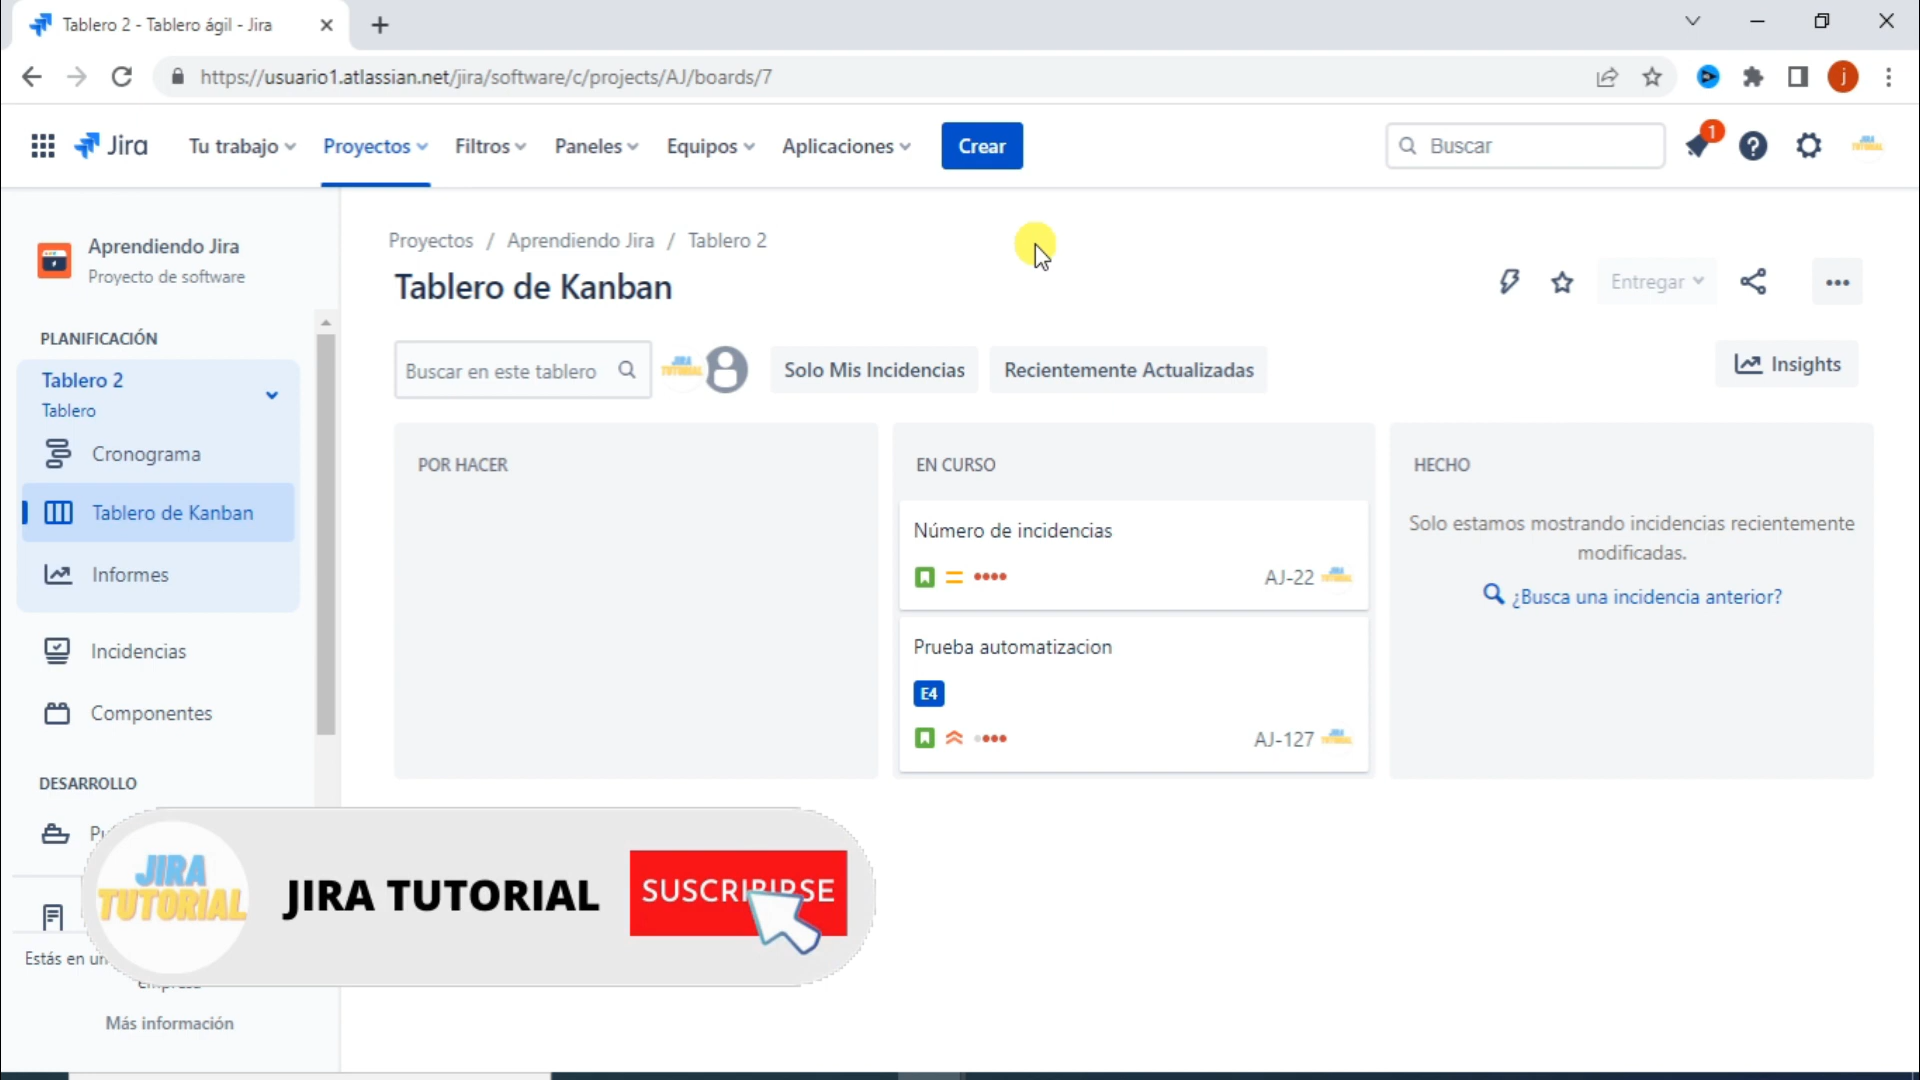 Tablero 2 - Tablero ágil - Jira
https://usuario1.atlassian.net/jira/software/c/projects/AJ/boards/7
j
Jira
Tu trabajo
Proyectos
Filtros
Paneles
Equipos
Aplicaciones
Crear
Buscar
1
JIRA TUTORIAL
Aprendiendo Jira
Proyecto de software
Proyectos / Aprendiendo Jira / Tablero 2
Tablero de Kanban
Entregar
PLANIFICACIÓN
Tablero 2
Tablero
Cronograma
Tablero de Kanban
Informes
Incidencias
Componentes
DESARROLLO
Buscar en este tablero
JIRA TUTORIAL
Solo Mis Incidencias
Recientemente Actualizadas
Insights
POR HACER
EN CURSO
Número de incidencias
AJ-22
Prueba automatizacion
E4
AJ-127
HECHO
Solo estamos mostrando incidencias recientemente
modificadas.
¿Busca una incidencia anterior?
JIRA
TUTORIAL
JIRA TUTORIAL
SUSCRIBIRSE
Estás en un
Más información